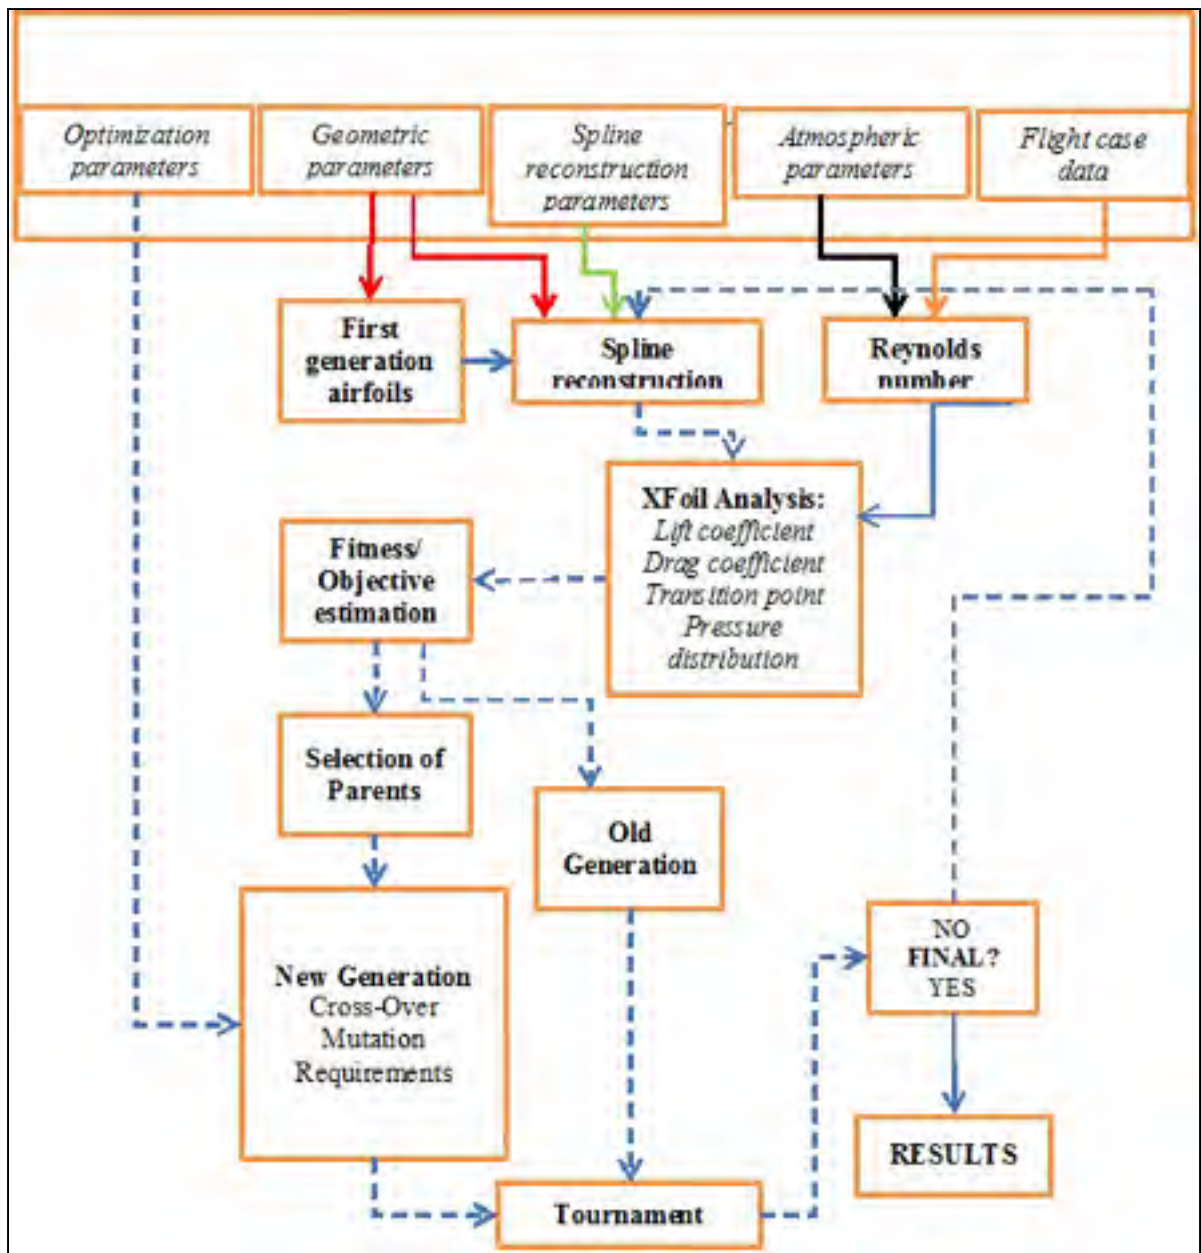 Optimization
parameters
Geometric
parameters
Spline
reconstruction
parameters
Atmospheric
parameters
Flight case
data
First
generation
airfoils
Spline
reconstruction
Reynolds
number
XFoil Analysis:
Lift coefficient
Drag coefficient
Transition point
Pressure
distribution
Fitness/
Objective
estimation
Selection of
Parents
Old
Generation
New Generation
Cross-Over
Mutation
Requirements
NO
FINAL?
YES
RESULTS
Tournament